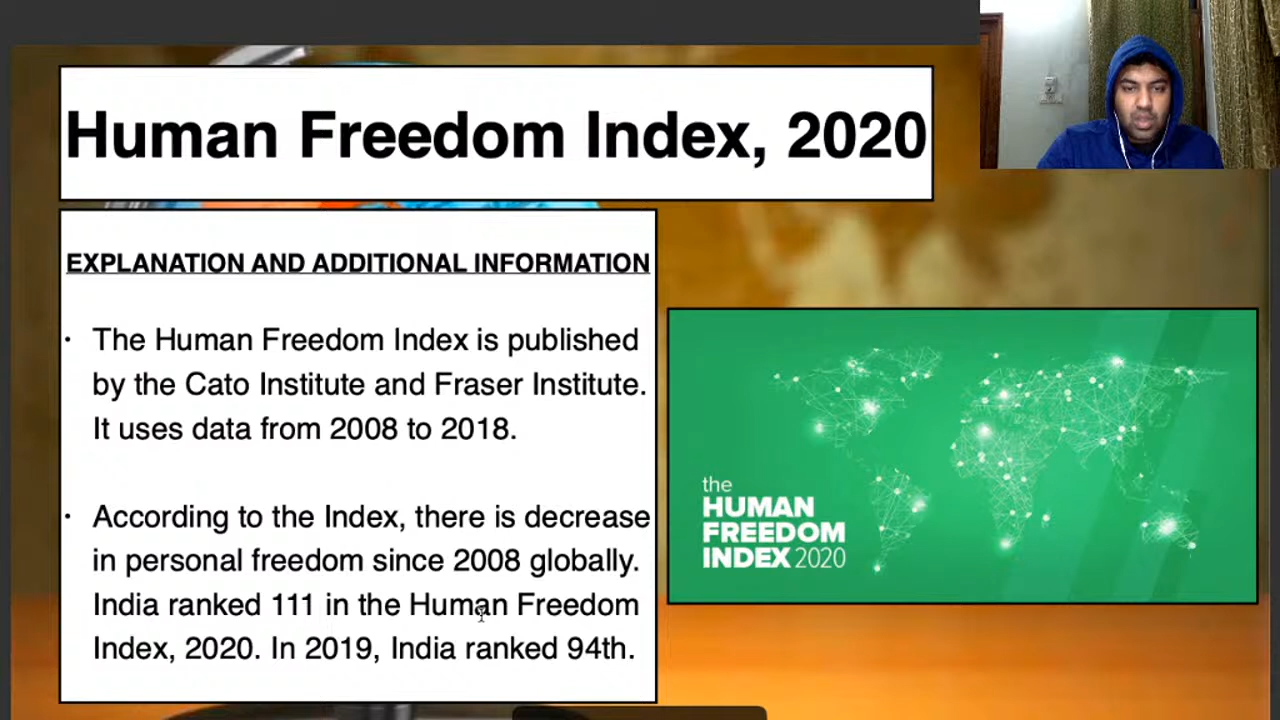 Human Freedom Index, 2020
EXPLANATION AND ADDITIONAL INFORMATION
· The Human Freedom Index is published
by the Cato Institute and Fraser Institute.
It uses data from 2008 to 2018.
· According to the Index, there is decrease
in personal freedom since 2008 globally.
India ranked 111 in the Human Freedom
Index, 2020. In 2019, India ranked 94th.
the
HUMAN
FREEDOM
INDEX 2020